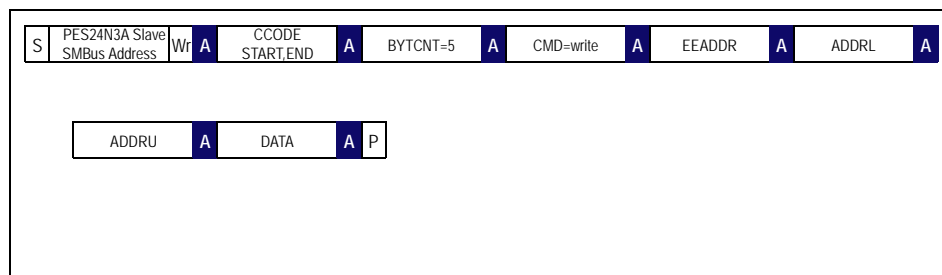 S PES24N3A Slave SMBus Address Wr A CCODE START,END A BYTCNT=5 A CMD=write A EEADDR A ADDRL A
ADDRU A DATA A P